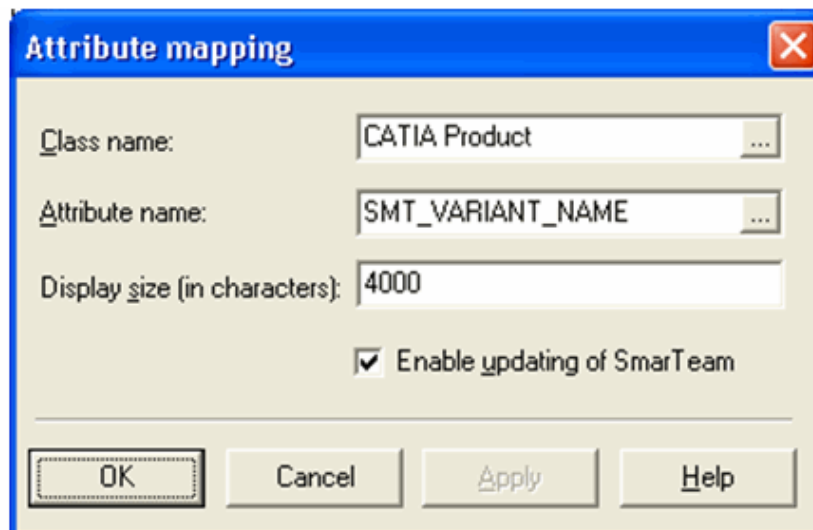 Attribute mapping
Class name: CATIA Product ...
Attribute name: SMT_VARIANT_NAME ...
Display size (in characters): 4000
Enable updating of SmarTeam
OK Cancel Apply Help